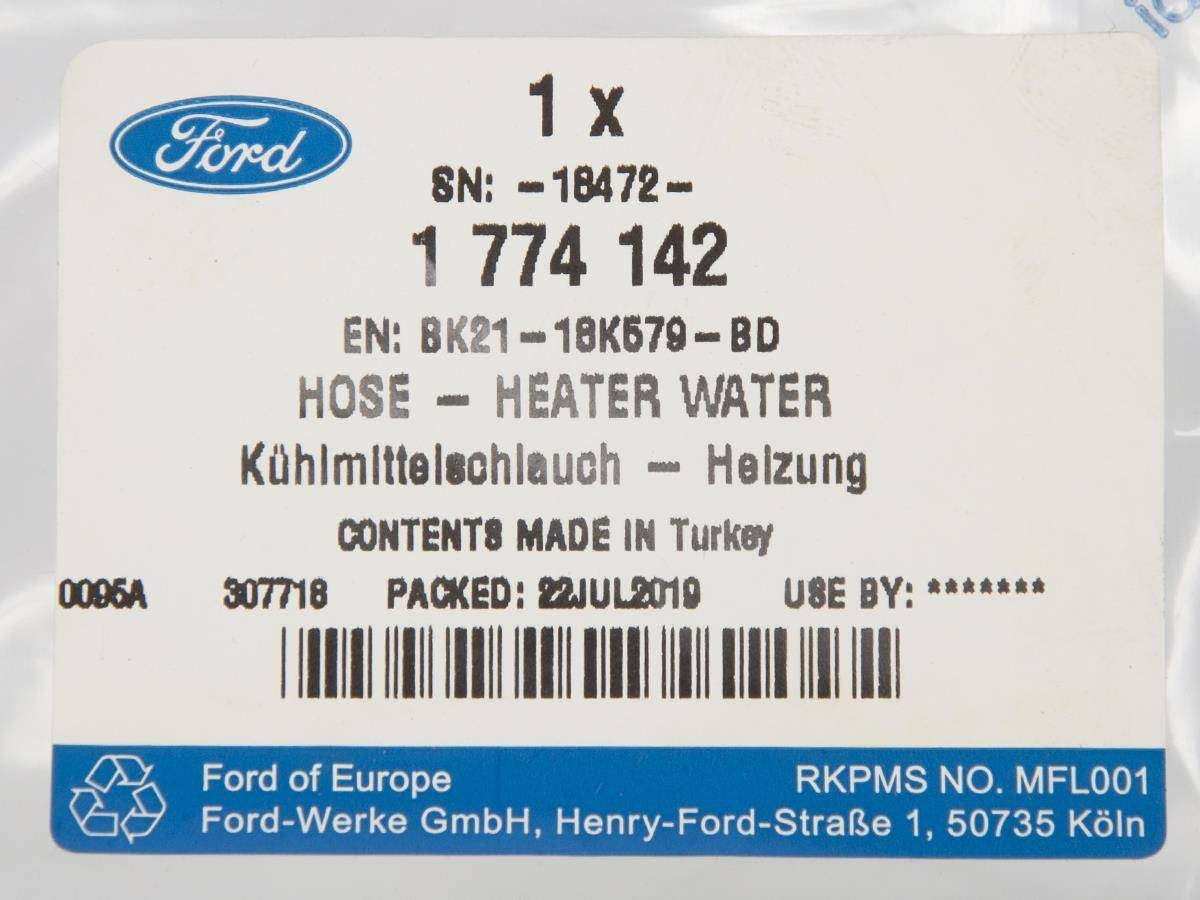 Ford
1 x
SN: -18472-
1 774 142
EN: BK21-18K579-BD
HOSE - HEATER WATER
Kühlmittelschlauch - Heizung
CONTENTS MADE IN Turkey
0095A 307718 PACKED: 22JUL2019 USE BY: *******
Ford of Europe RKPMS NO. MFL001
Ford-Werke GmbH, Henry-Ford-Straße 1, 50735 Köln